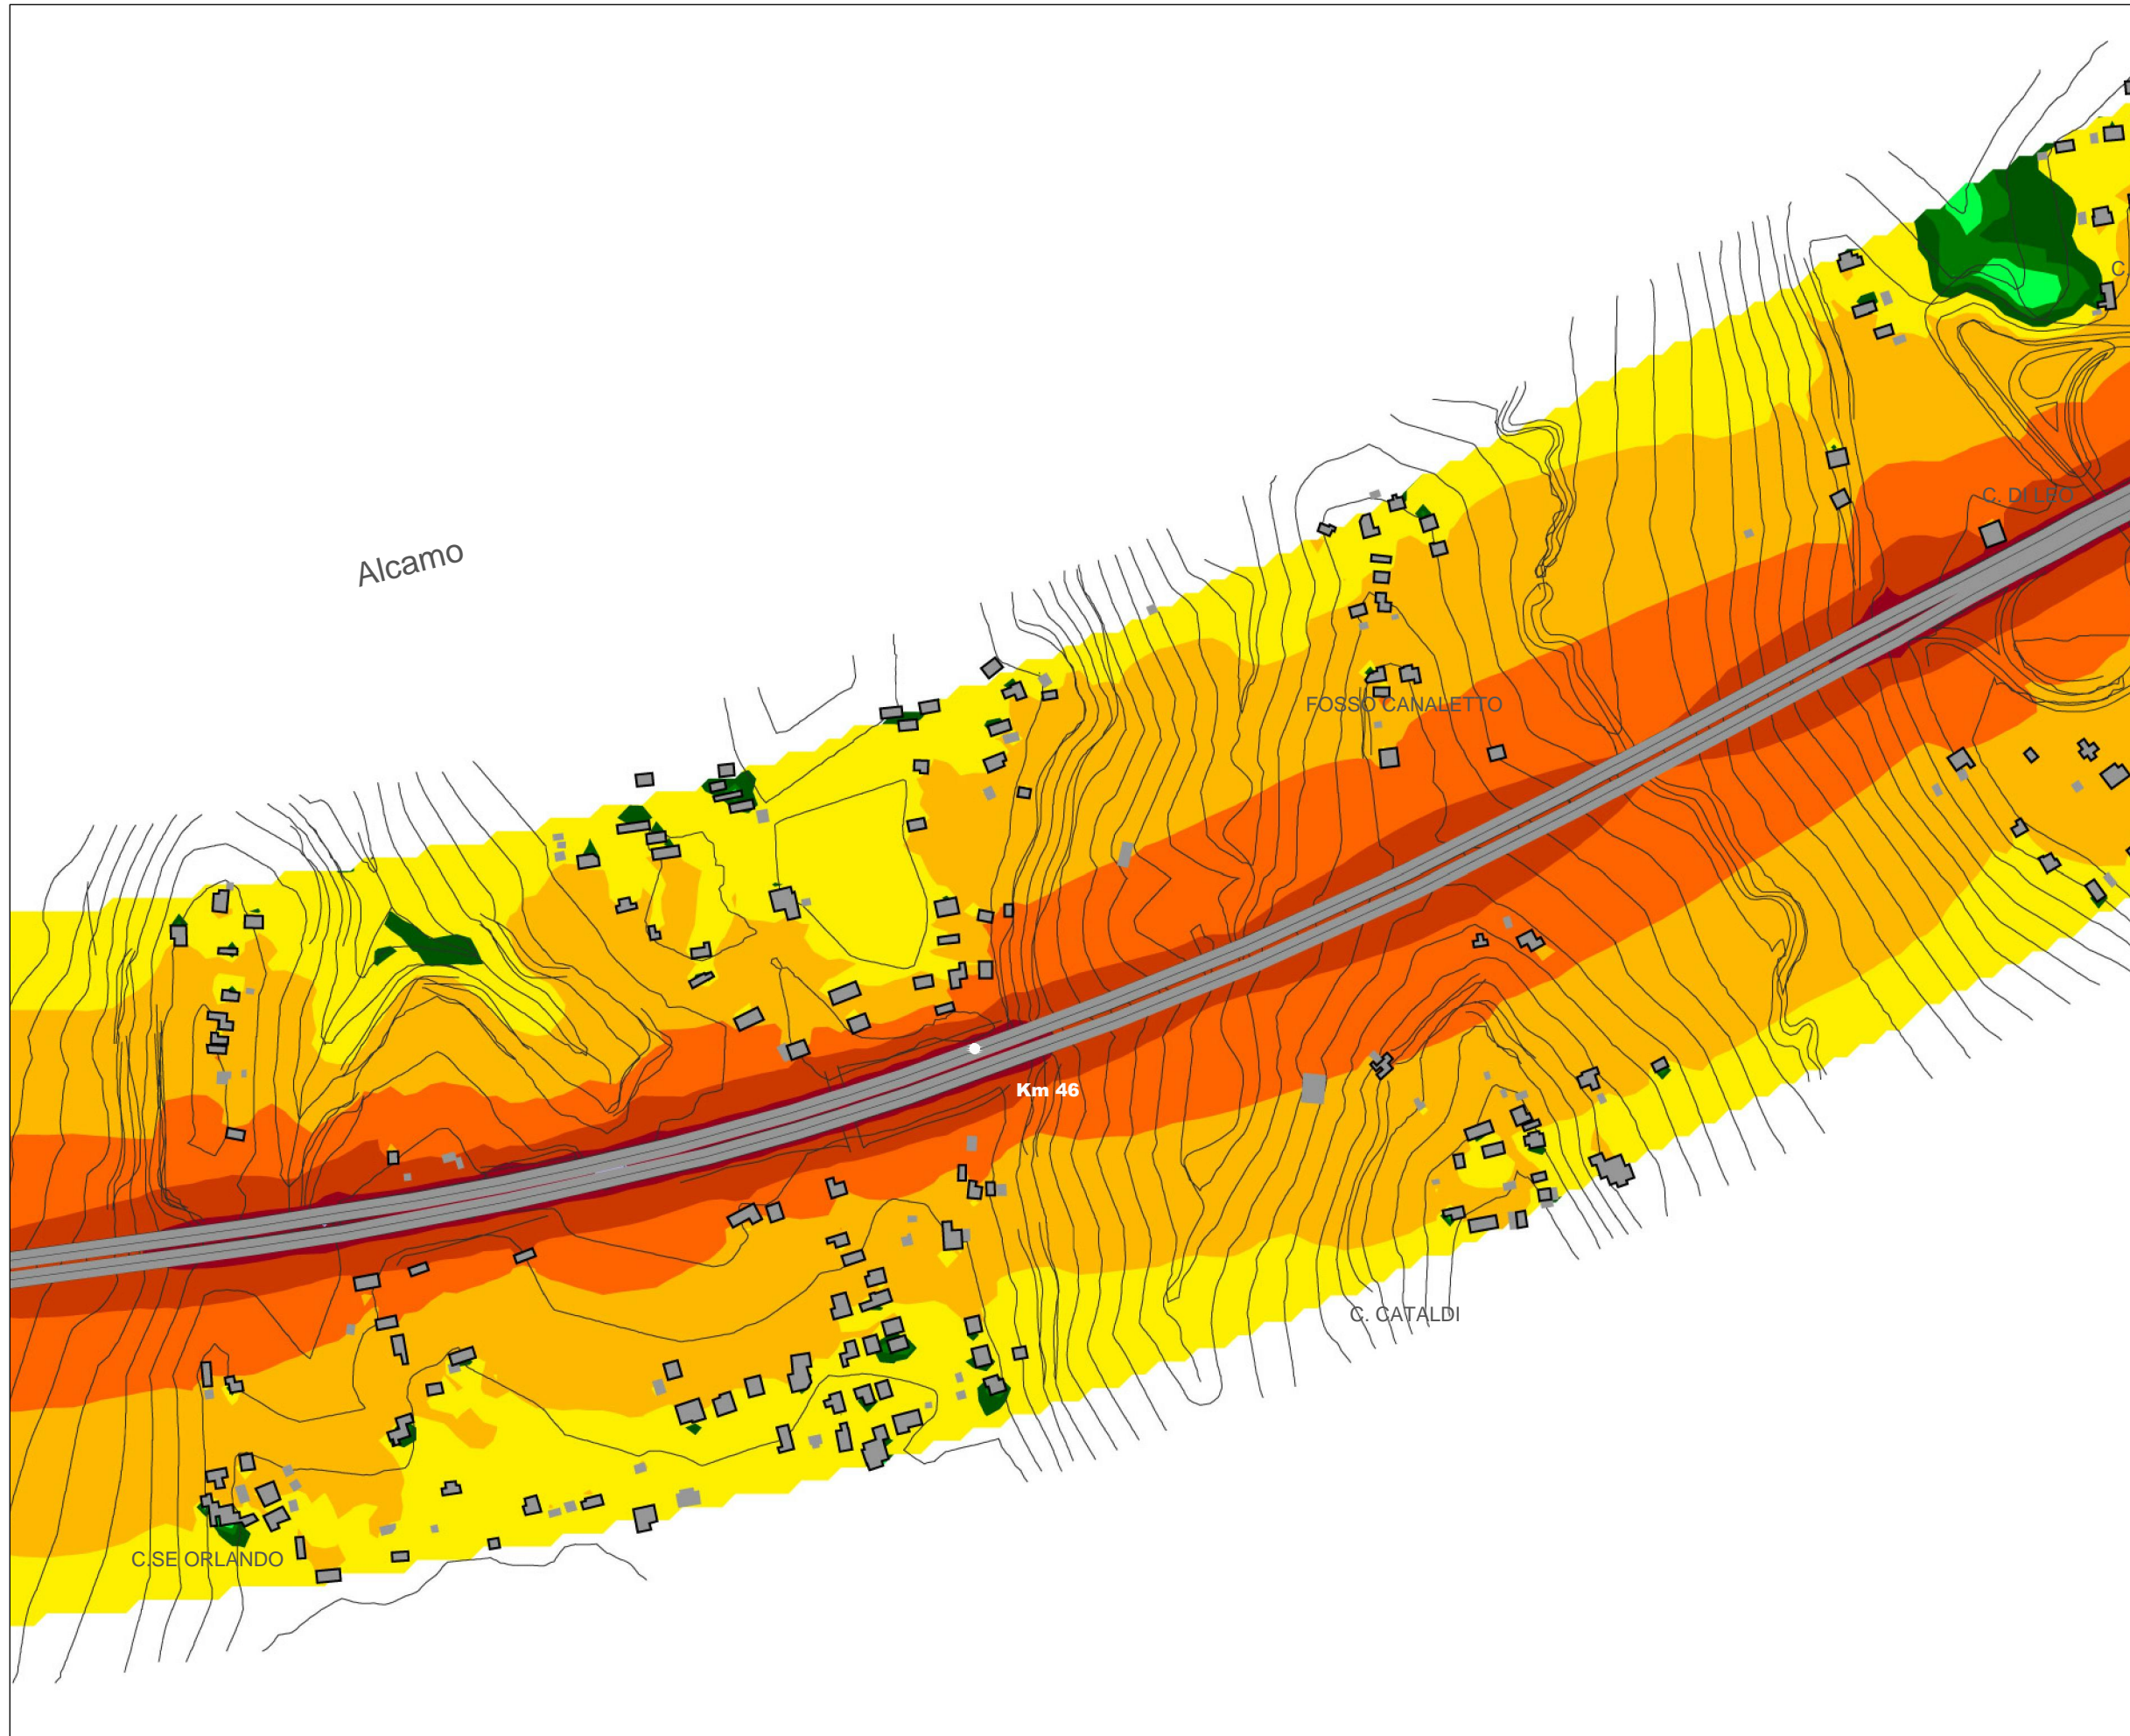 C.
C. DI LEO
Alcamo
FOSSO CANALETTO
Km 46
C. CATALDI
C.SE ORLANDO